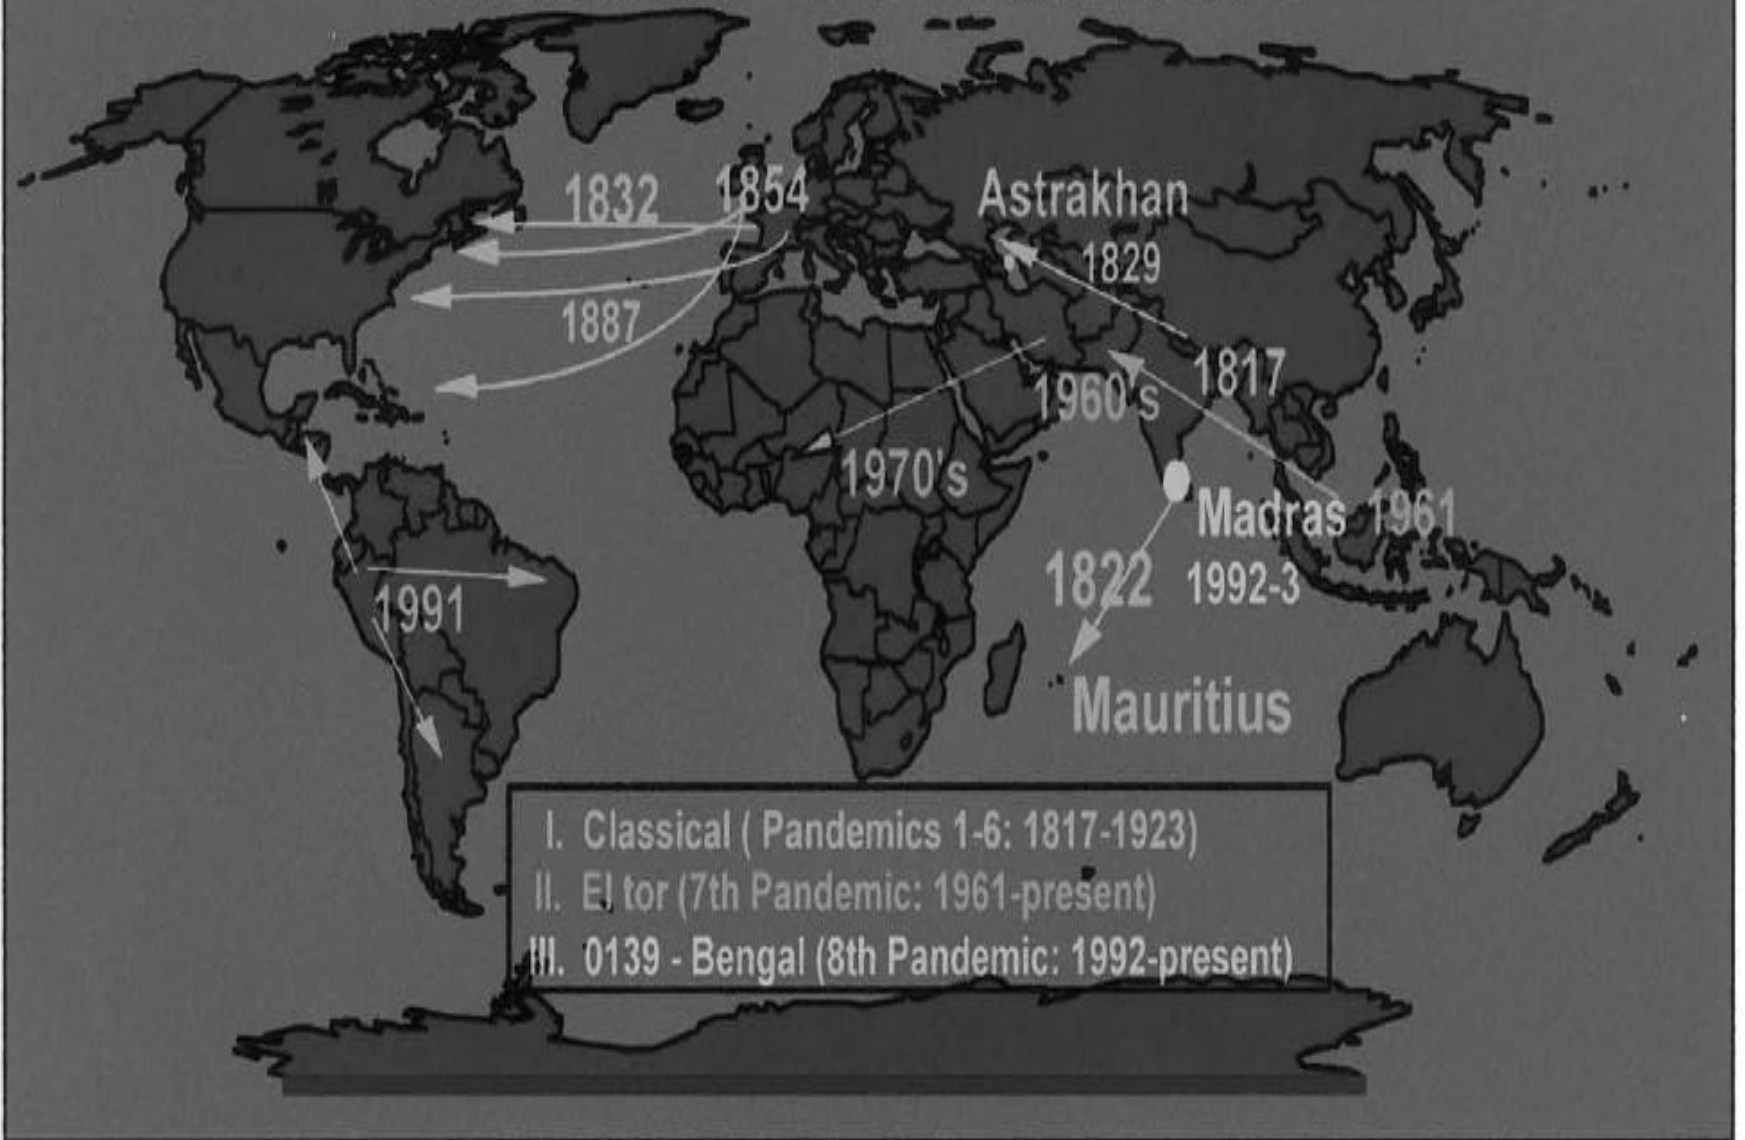 1832
1854
Astrakhan
1829
1887
1817
1960's
1970's
Madras
1961
1822
1992-3
1991
Mauritius
I. Classical ( Pandemics 1-6: 1817-1923)
II. El tor (7th Pandemic: 1961-present)
III. 0139 - Bengal (8th Pandemic: 1992-present)